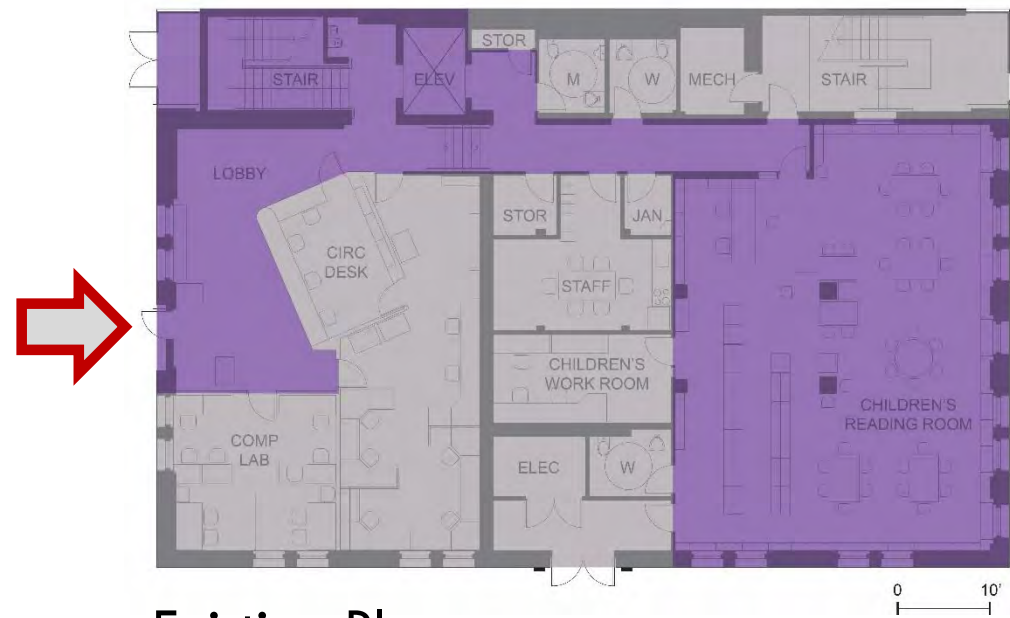 STOR
STAIR
ELEV
M
W
MECH
STAIR
LOBBY
STOR
JAN
CIRC
DESK
STAFF
CHILDREN'S
WORK ROOM
CHILDREN'S
READING ROOM
COMP
LAB
ELEC
W
0 10'